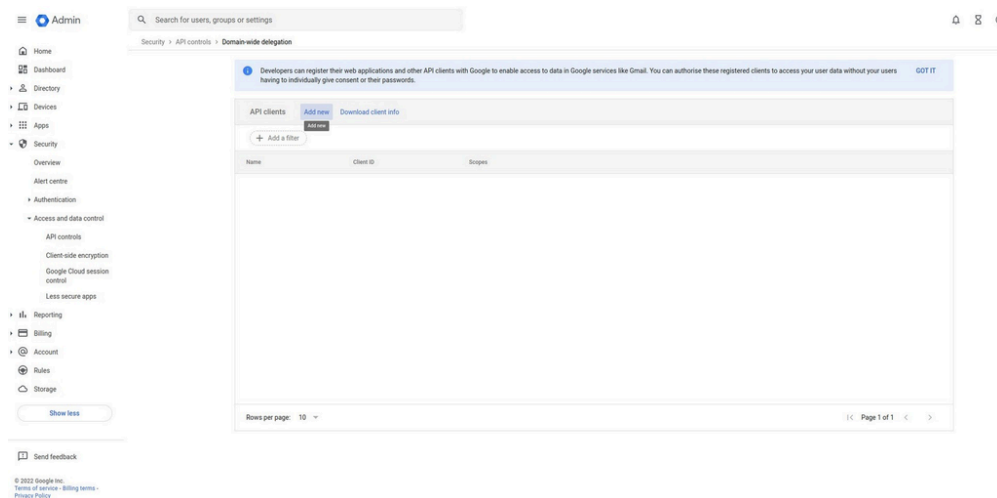 Admin
Search for users, groups or settings
Security > API controls > Domain-wide delegation
Home
Dashboard
Directory
Devices
Apps
Security
Overview
Alert centre
Authentication
Access and data control
API controls
Client-side encryption
Google Cloud session
control
Less secure apps
Reporting
Billing
Account
Rules
Storage
Show less
Send feedback
© 2022 Google Inc.
Terms of service - Billing terms -
Privacy Policy
Developers can register their web applications and other API clients with Google to enable access to data in Google services like Gmail. You can authorise these registered clients to access your user data without your users
having to individually give consent or their passwords.
GOT IT
API clients Add new Download client info
Add new
+ Add a filter
Name Client ID Scopes
Rows per page: 10
Page 1 of 1